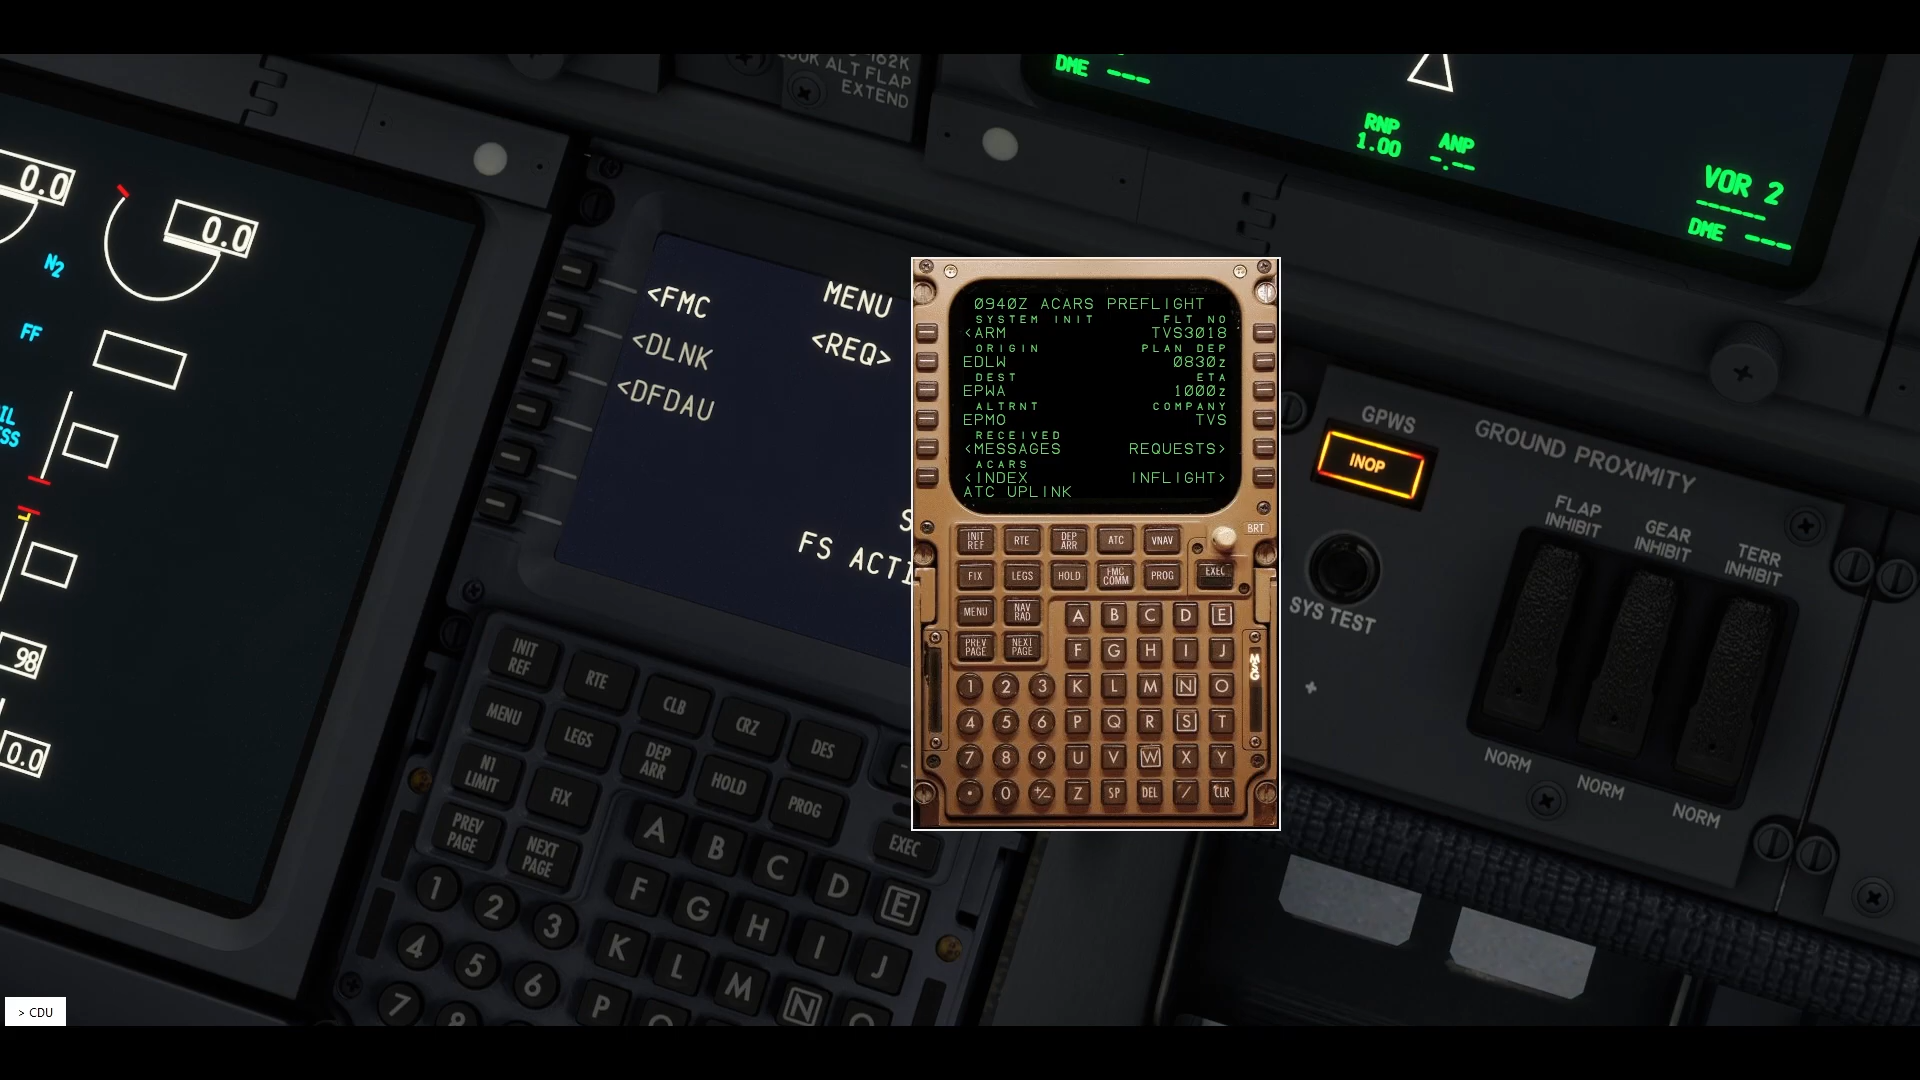 162K
ALT FLAP
EXTEND
DME ---
RNP
1.00
ANP
-.--
VOR 2
------
DME ---
0.0
0.0
N2
FF
98
0.0
MENU
<FMC
<DLNK
<REQ>
<DFDAU
FS ACTI
0940Z ACARS PREFLIGHT
SYSTEM INIT FLT NO
<ARM TVS3018
ORIGIN PLAN DEP
EDLW 0830z
DEST ETA
EPWA 1000z
ALTRNT COMPANY
EPMO TVS
RECEIVED
<MESSAGES REQUESTS>
ACARS
<INDEX INFLIGHT>
ATC UPLINK
BRT
INIT REF RTE DEP ARR ATC VNAV
FIX LEGS HOLD FMC COMM PROG EXEC
MENU NAV RAD
PREV PAGE NEXT PAGE
A B C D E
F G H I J
1 2 3 K L M N O
4 5 6 P Q R S T
7 8 9 U V W X Y
. 0 +/- Z SP DEL / CLR
MSG
GPWS
INOP
GROUND PROXIMITY
FLAP INHIBIT
GEAR INHIBIT
TERR INHIBIT
SYS TEST
NORM
NORM
NORM
INIT REF
RTE
CLB
CRZ
DES
MENU
LEGS
DEP ARR
HOLD
PROG
N1 LIMIT
FIX
EXEC
PREV PAGE
NEXT PAGE
A B C D E
1 2 3 F G H I J
4 5 6 K L M N O
7 8 P
> CDU